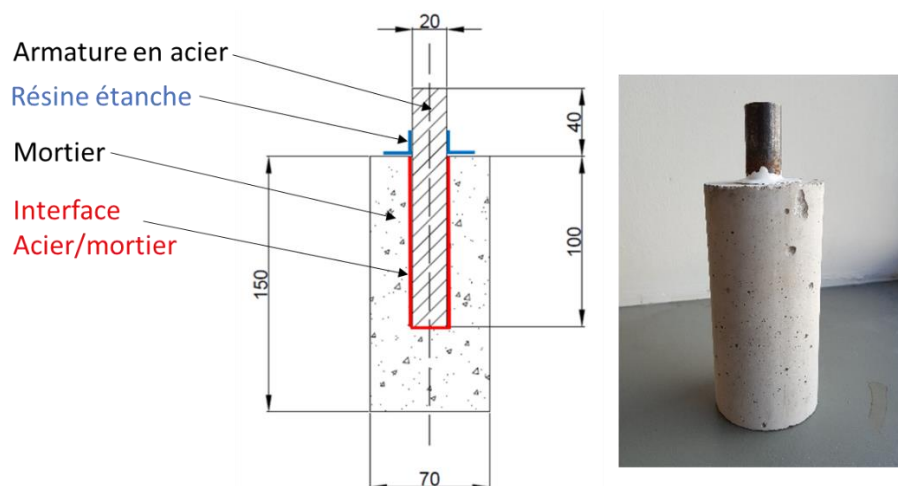 20
Armature en acier
Résine étanche
40
Mortier
Interface
Acier/mortier
100
150
70